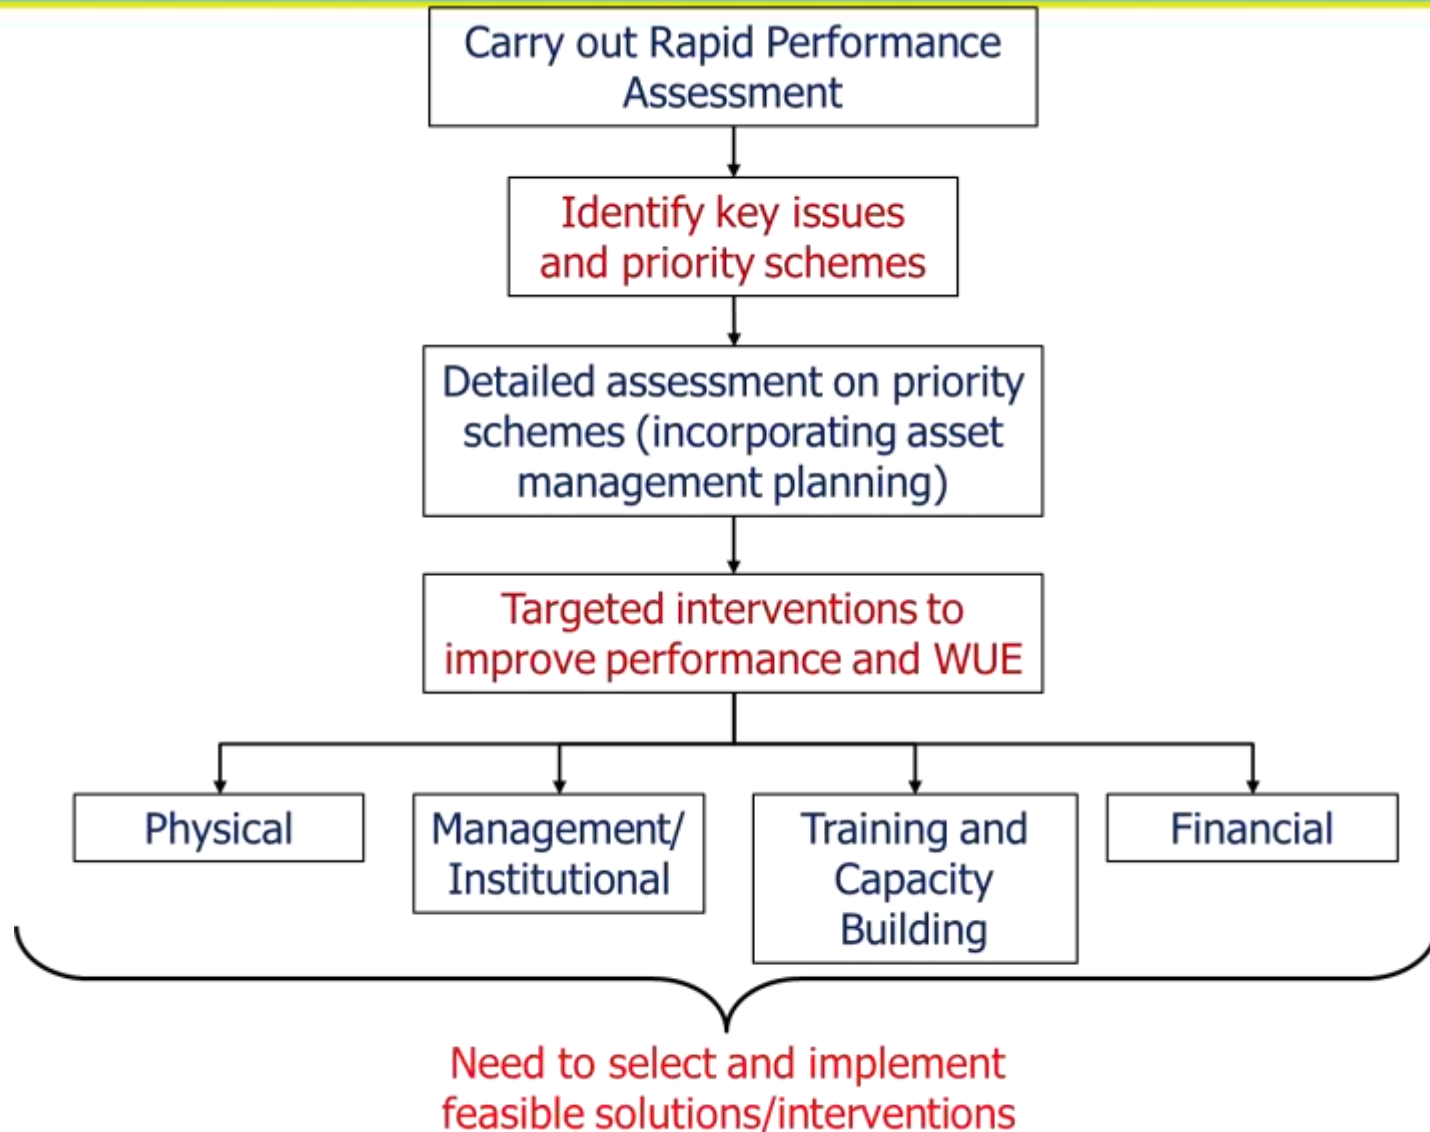 Carry out Rapid Performance
Assessment
Identify key issues
and priority schemes
Detailed assessment on priority
schemes (incorporating asset
management planning)
Targeted interventions to
improve performance and WUE
Physical
Management/
Institutional
Training and
Capacity
Building
Financial
Need to select and implement
feasible solutions/interventions